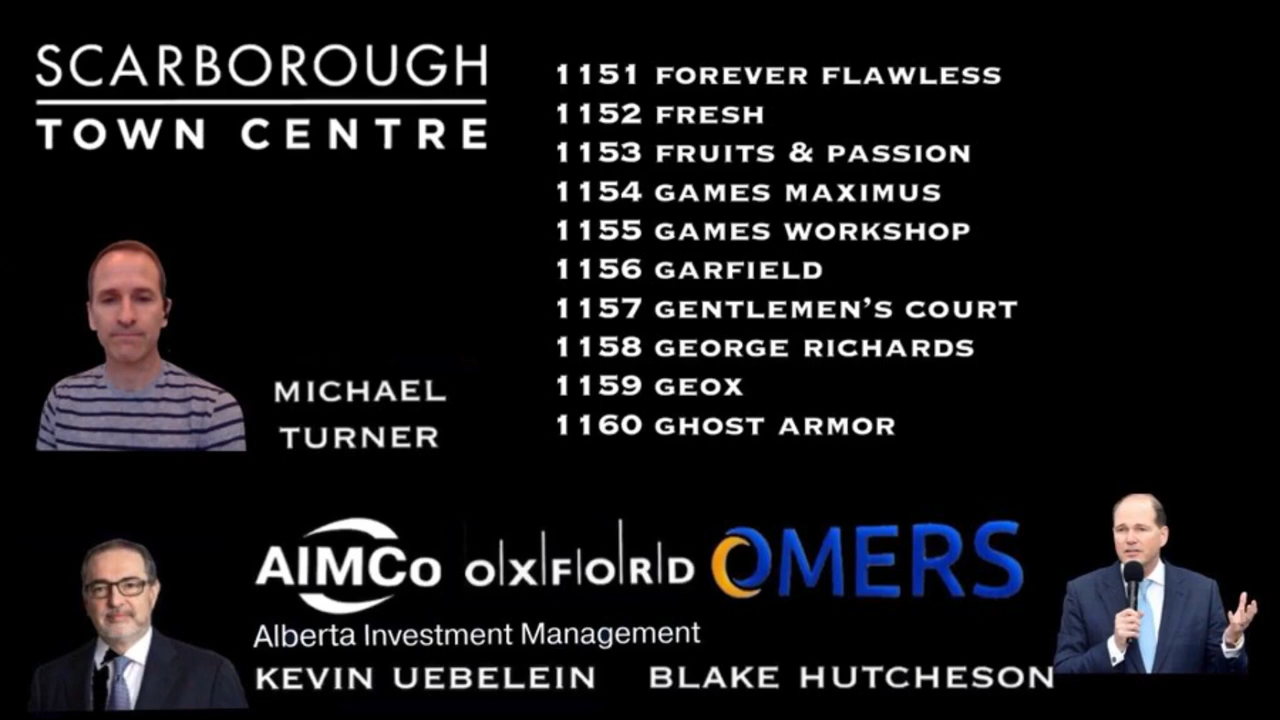 SCARBOROUGH
TOWN CENTRE
1151 FOREVER FLAWLESS
1152 FRESH
1153 FRUITS & PASSION
1154 GAMES MAXIMUS
1155 GAMES WORKSHOP
1156 GARFIELD
1157 GENTLEMEN'S COURT
1158 GEORGE RICHARDS
1159 GEOX
1160 GHOST ARMOR
MICHAEL
TURNER
AIMCo OXFORD OMERS
Alberta Investment Management
KEVIN UEBELEIN BLAKE HUTCHESON